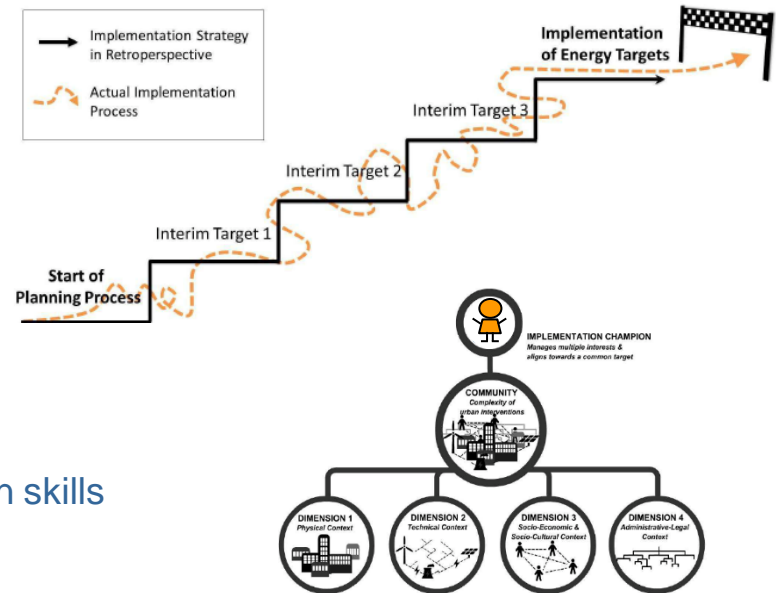 Implementation Strategy
in Retroperspective
Actual Implementation
Process
Implementation
of Energy Targets
Interim Target 3
Interim Target 2
Interim Target 1
Start of
Planning Process
IMPLEMENTATION CHAMPION
Manages multiple interests &
aligns towards a common target
COMMUNITY
Complexity of
urban interventions
n skills
DIMENSION 1
Physical Context
DIMENSION 2
Technical Context
DIMENSION 3
Socio-Economic &
Socio-Cultural Context
DIMENSION 4
Administrative-Legal
Context